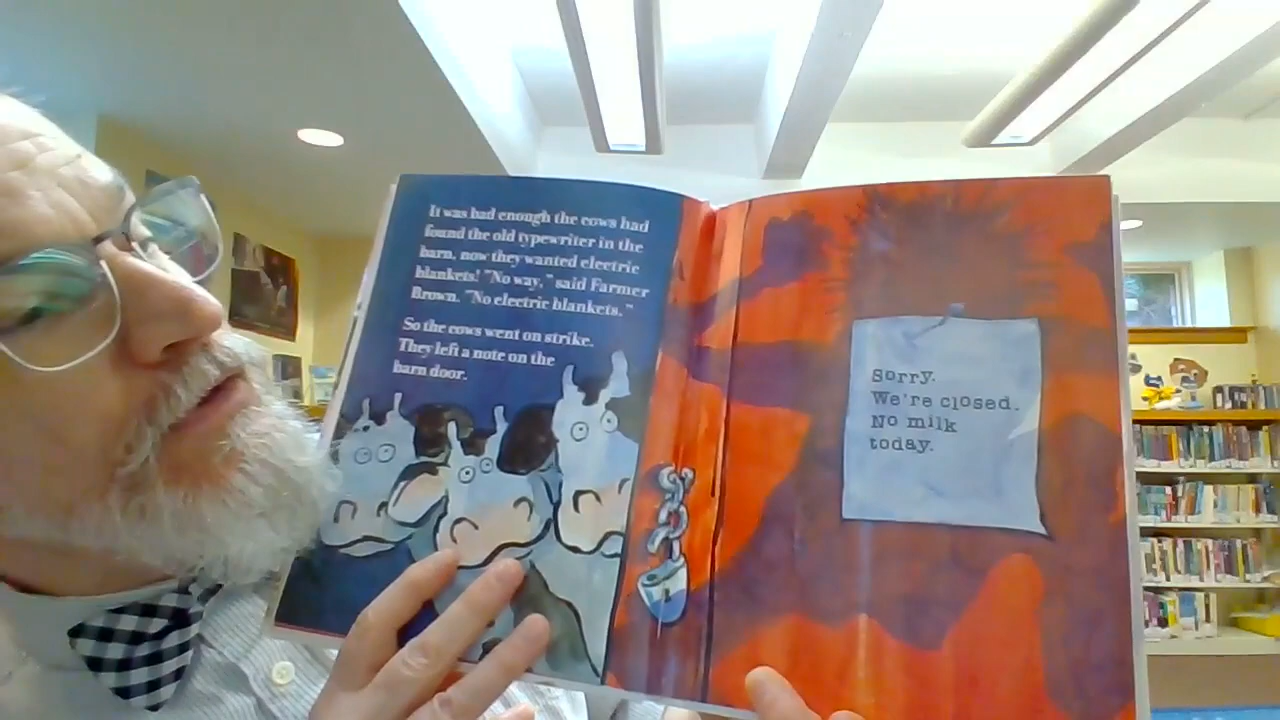 It was bad enough the cows had
found the old typewriter in the
barn, now they wanted electric
blankets! "No way," said Farmer
Brown. "No electric blankets."
So the cows went on strike.
They left a note on the
barn door.
Sorry.
We're closed.
No milk
today.